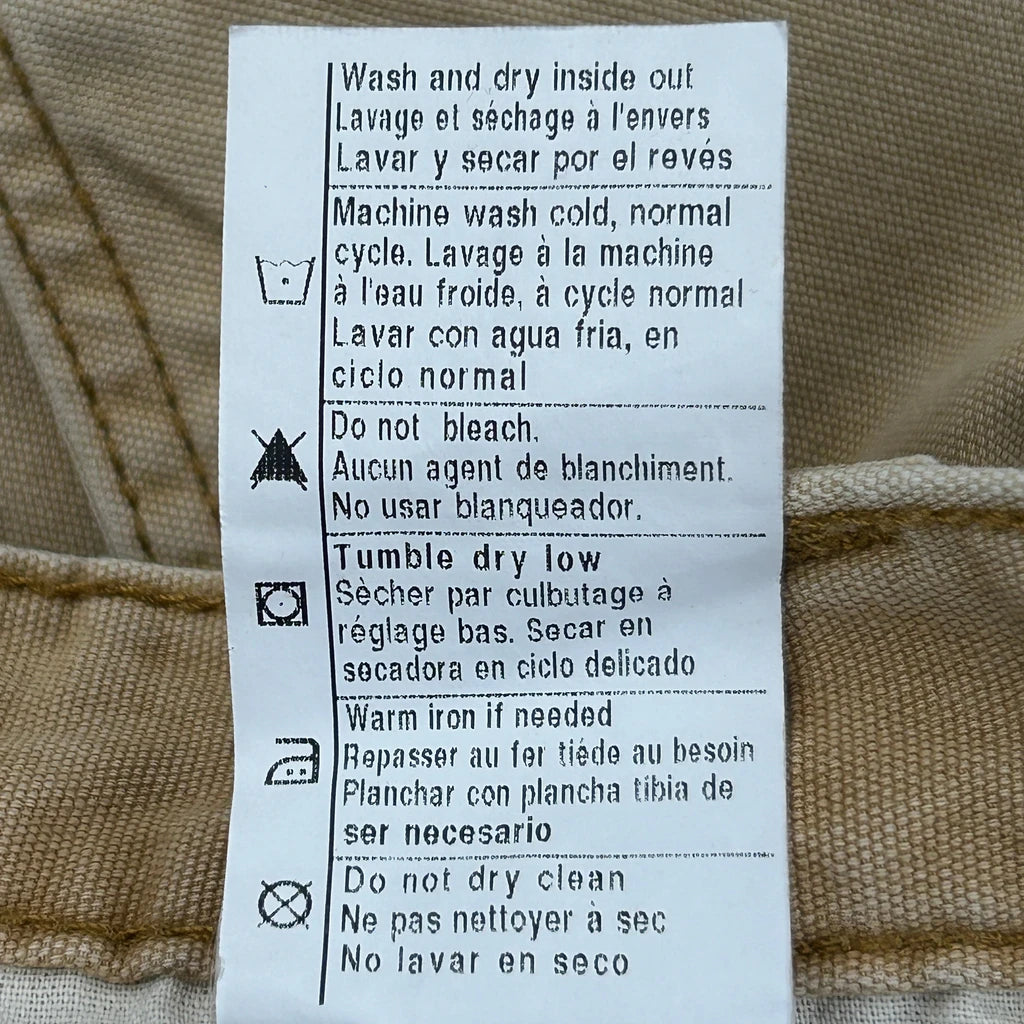 Wash and dry inside out
Lavage et séchage à l'envers
Lavar y secar por el revés
Machine wash cold, normal
cycle. Lavage à la machine
à l'eau froide, à cycle normal
Lavar con agua fria, en
ciclo normal
Do not bleach.
Aucun agent de blanchiment.
No usar blanqueador.
Tumble dry low
Sècher par culbutage à
réglage bas. Secar en
secadora en ciclo delicado
Warm iron if needed
Repasser au fer tiéde au besoin
Planchar con plancha tibia de
ser necesario
Do not dry clean
Ne pas nettoyer à sec
No lavar en seco